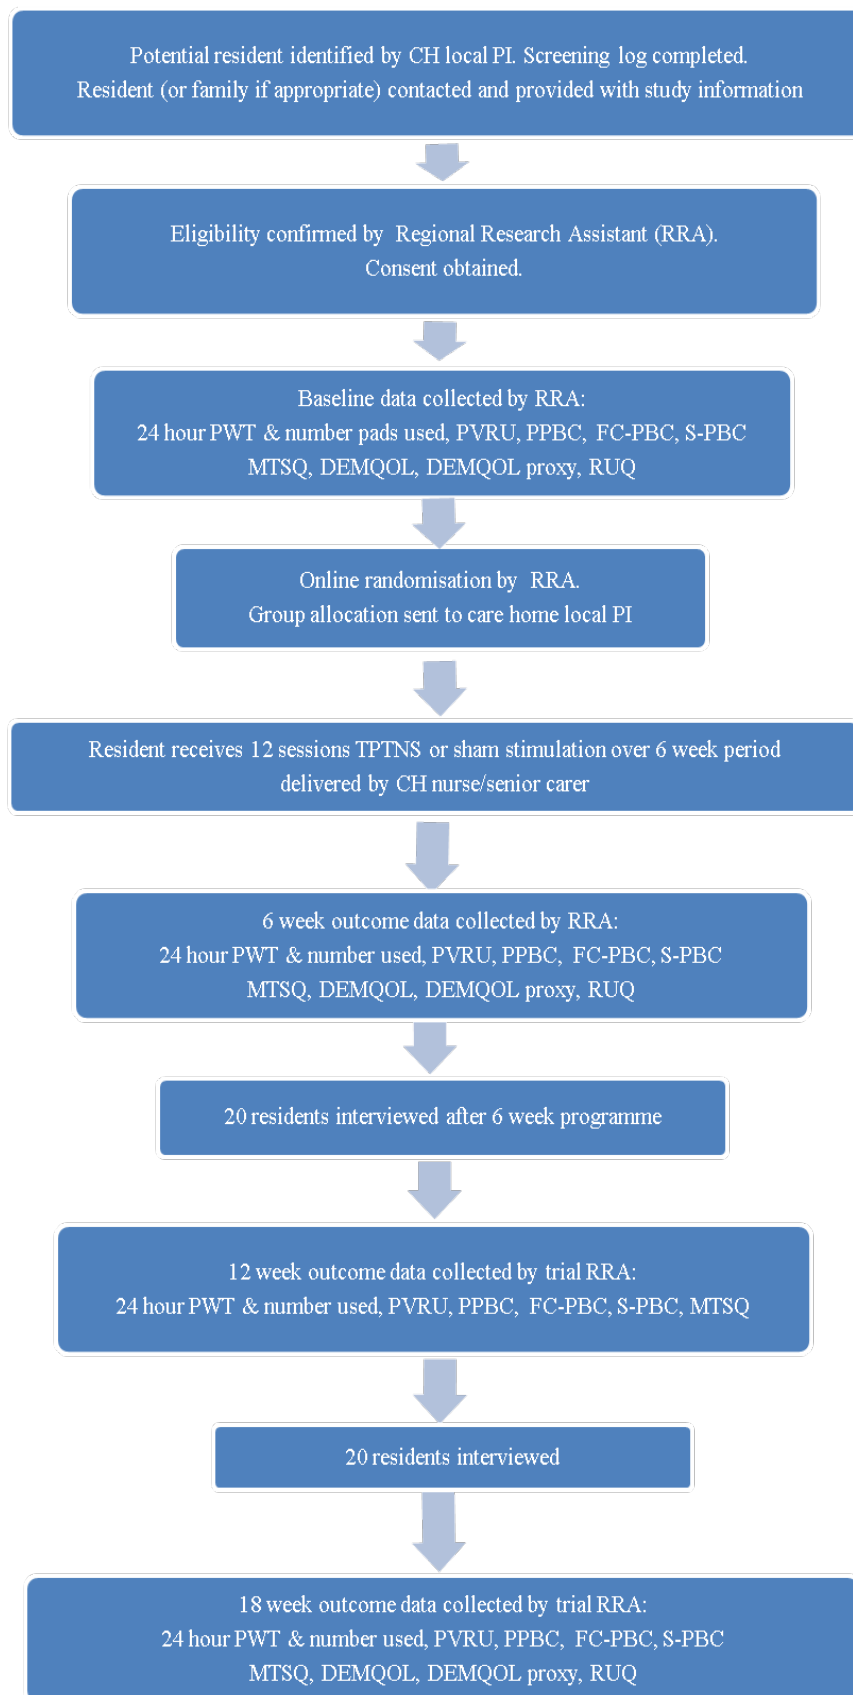 Potential resident identified by CH local PI. Screening log completed.
Resident (or family if appropriate) contacted and provided with study information
Eligibility confirmed by Regional Research Assistant (RRA).
Consent obtained.
Baseline data collected by RRA:
24 hour PWT & number pads used, PVRU, PPBC, FC-PBC, S-PBC
MTSQ, DEMQOL, DEMQOL proxy, RUQ
Online randomisation by RRA.
Group allocation sent to care home local PI
Resident receives 12 sessions TPTNS or sham stimulation over 6 week period
delivered by CH nurse/senior carer
6 week outcome data collected by RRA:
24 hour PWT & number used, PVRU, PPBC, FC-PBC, S-PBC
MTSQ, DEMQOL, DEMQOL proxy, RUQ
20 residents interviewed after 6 week programme
12 week outcome data collected by trial RRA:
24 hour PWT & number used, PVRU, PPBC, FC-PBC, S-PBC, MTSQ
20 residents interviewed
18 week outcome data collected by trial RRA:
24 hour PWT & number used, PVRU, PPBC, FC-PBC, S-PBC
MTSQ, DEMQOL, DEMQOL proxy, RUQ